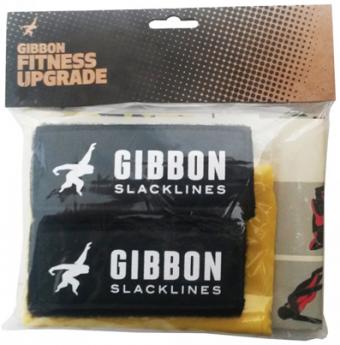 GIBBON
FITNESS
UPGRADE
GIBBON
SLACKLINES
GIBBON
SLACKLINES